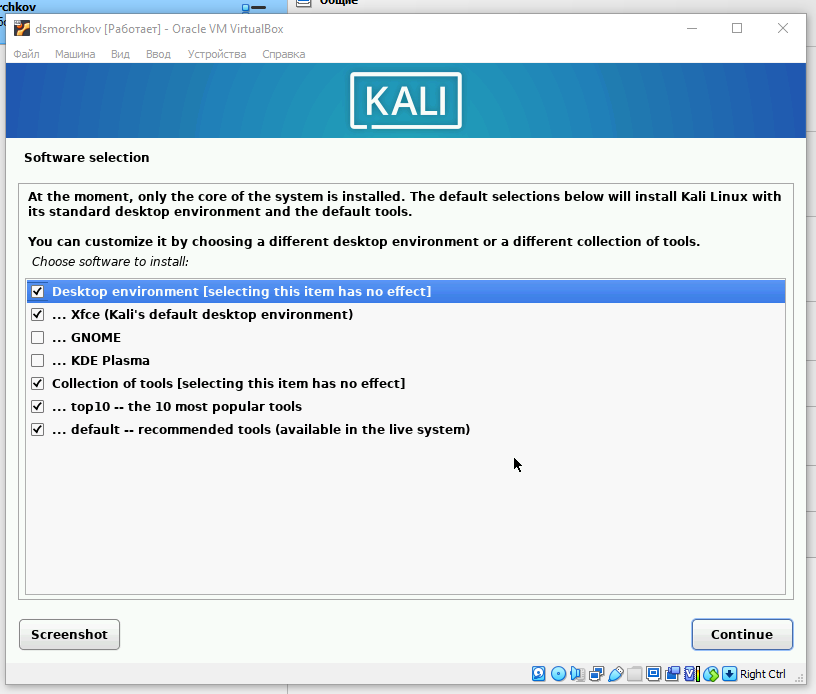 rchkov
Общие
dsmorchkov [Работает] - Oracle VM VirtualBox
Файл Машина Вид Ввод Устройства Справка
KALI
Software selection
At the moment, only the core of the system is installed. The default selections below will install Kali Linux with
its standard desktop environment and the default tools.
You can customize it by choosing a different desktop environment or a different collection of tools.
Choose software to install:
Desktop environment [selecting this item has no effect]
... Xfce (Kali's default desktop environment)
... GNOME
... KDE Plasma
Collection of tools [selecting this item has no effect]
... top10 -- the 10 most popular tools
... default -- recommended tools (available in the live system)
Screenshot
Continue
Right Ctrl